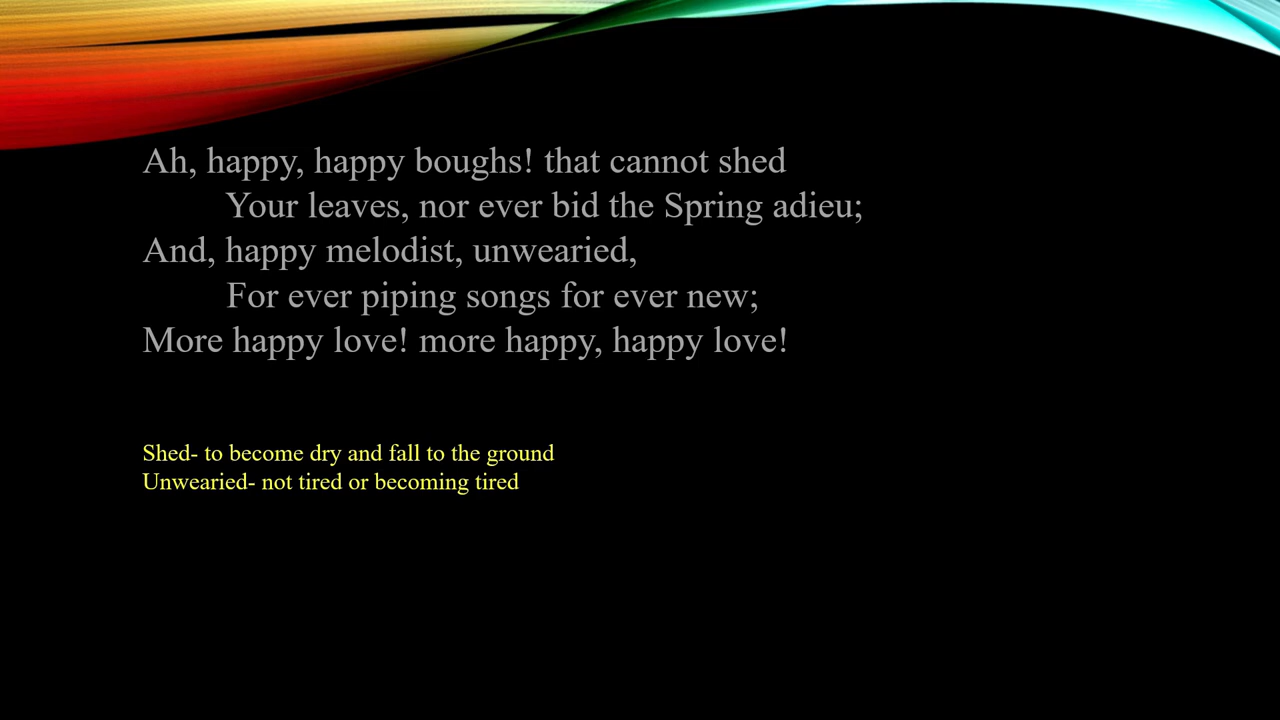 Ah, happy, happy boughs! that cannot shed
Your leaves, nor ever bid the Spring adieu;
And, happy melodist, unwearied,
For ever piping songs for ever new;
More happy love! more happy, happy love!
Shed- to become dry and fall to the ground
Unwearied- not tired or becoming tired